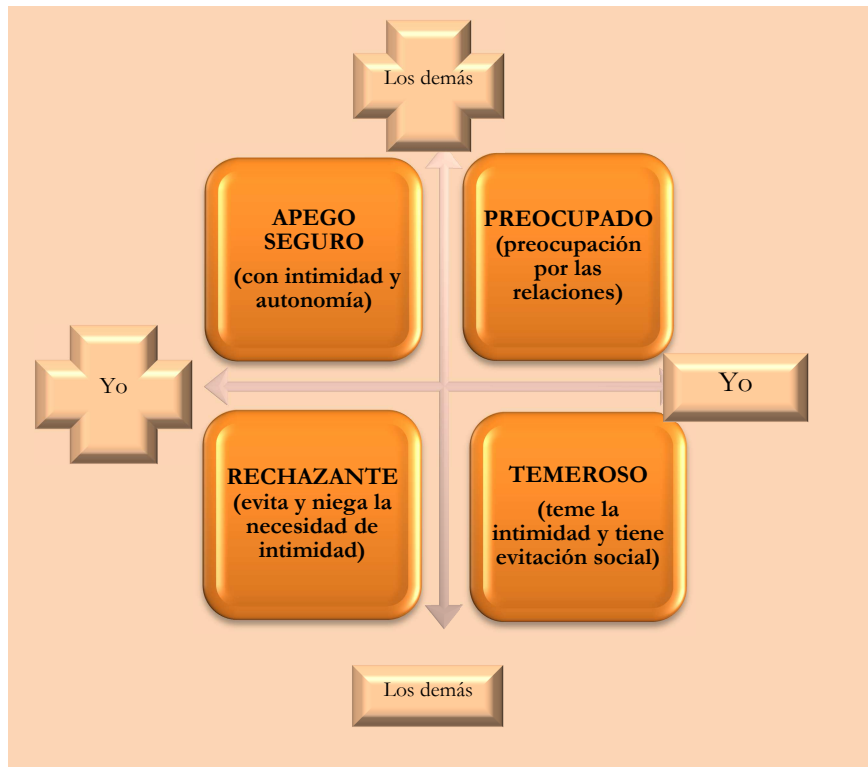 Los demás
APEGO
SEGURO
(con intimidad y
autonomía)
PREOCUPADO
(preocupación
por las
relaciones)
Yo
Yo
RECHAZANTE
(evita y niega la
necesidad de
intimidad)
TEMEROSO
(teme la
intimidad y tiene
evitación social)
Los demás